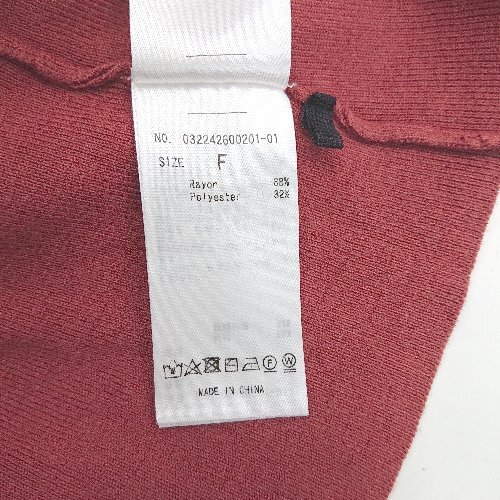 NO. 032242600201-01
SIZE F
Rayon 68%
Polyester 32%
F W
MADE IN CHINA